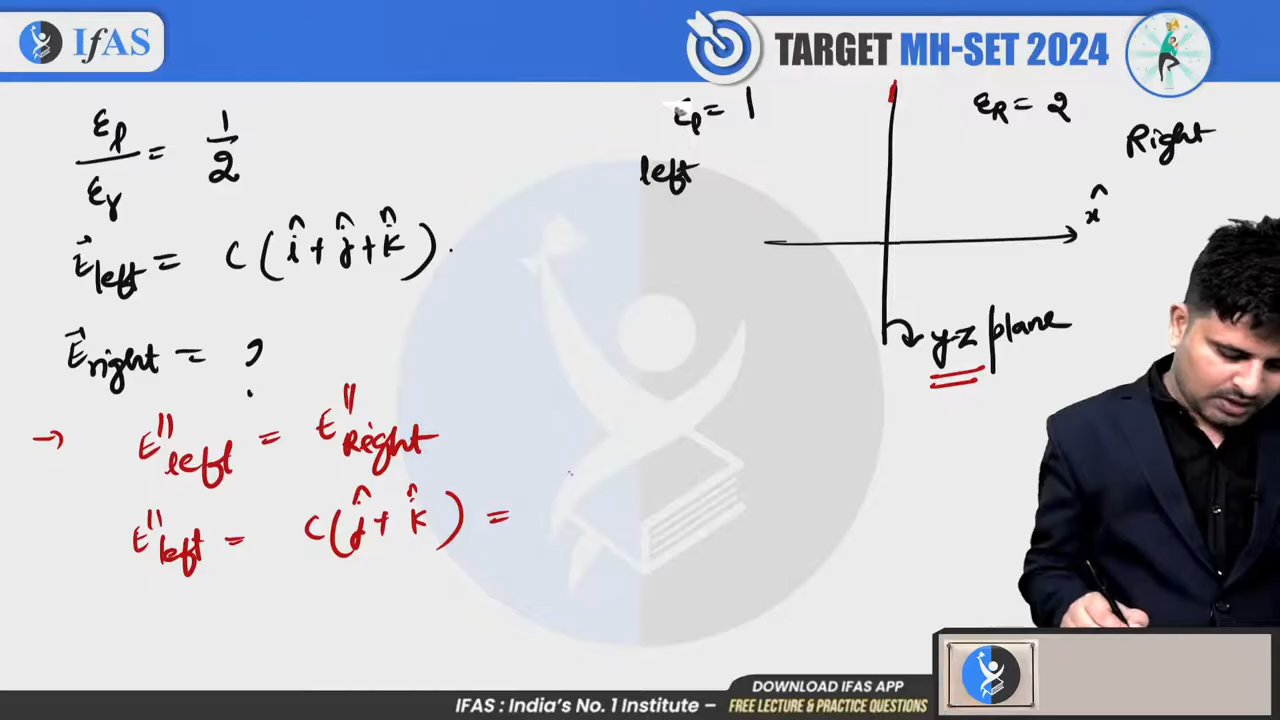 IFAS
TARGET MH-SET 2024
εl / εr = 1/2
E⃗left = C(î + ĵ + k̂).
E⃗right = ?
→ E"left = E"Right
E"left = C(ĵ + k̂) =
εl = 1
left
εR = 2
Right
x̂
y-z plane
DOWNLOAD IFAS APP
IFAS : India's No. 1 Institute – FREE LECTURE & PRACTICE QUESTIONS